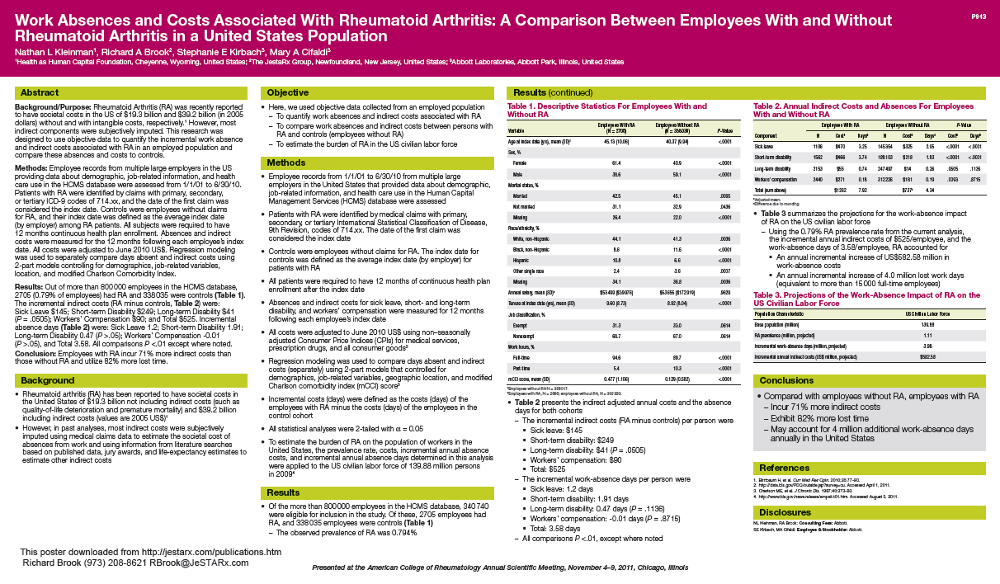 Work Absences and Costs Associated With Rheumatoid Arthritis: A Comparison Between Employees With and Without
Rheumatoid Arthritis in a United States Population
P913
Nathan L Kleinman¹, Richard A Brook², Stephanie E Kirbach³, Mary A Cifaldi³
¹Health as Human Capital Foundation, Cheyenne, Wyoming, United States; ²The JestaRx Group, Newfoundland, New Jersey, United States; ³Abbott Laboratories, Abbott Park, Illinois, United States
Abstract
Background/Purpose: Rheumatoid Arthritis (RA) was recently reported
to have societal costs in the US of $19.3 billion and $39.2 billion (in 2005
dollars) without and with intangible costs, respectively.¹ However, most
indirect components were subjectively imputed. This research was
designed to use objective data to quantify the incremental work absence
and indirect costs associated with RA in an employed population and
compare these absences and costs to controls.
Methods: Employee records from multiple large employers in the US
providing data about demographic, job-related information, and health
care use in the HCMS database were assessed from 1/1/01 to 6/30/10.
Patients with RA were identified by claims with primary, secondary,
or tertiary ICD-9 codes of 714.xx, and the date of the first claim was
considered the index date. Controls were employees without claims
for RA, and their index date was defined as the average index date
(by employer) among RA patients. All subjects were required to have
12 months continuous health plan enrollment. Absences and indirect
costs were measured for the 12 months following each employee's index
date. All costs were adjusted to June 2010 US$. Regression modeling
was used to separately compare days absent and indirect costs using
2-part models controlling for demographics, job-related variables,
location, and modified Charlson Comorbidity Index.
Results: Out of more than 800 000 employees in the HCMS database,
2705 (0.79% of employees) had RA and 338 035 were controls (Table 1).
The incremental indirect costs (RA minus controls, Table 2) were:
Sick Leave $145; Short-term Disability $249; Long-term Disability $41
(P = .0505); Workers' Compensation $90; and Total $525. Incremental
absence days (Table 2) were: Sick Leave 1.2; Short-term Disability 1.91;
Long-term Disability 0.47 (P >.05); Workers' Compensation -0.01
(P >.05), and Total 3.58. All comparisons P <.01 except where noted.
Conclusion: Employees with RA incur 71% more indirect costs than
those without RA and utilize 82% more lost time.
Background
• Rheumatoid arthritis (RA) has been reported to have societal costs in
the United States of $19.3 billion not including indirect costs (such as
quality-of-life deterioration and premature mortality) and $39.2 billion
including indirect costs (values are 2005 US$)¹
• However, in past analyses, most indirect costs were subjectively
imputed using medical claims data to estimate the societal cost of
absences from work and using information from literature searches
based on published data, jury awards, and life-expectancy estimates to
estimate other indirect costs
Objective
• Here, we used objective data collected from an employed population
– To quantify work absences and indirect costs associated with RA
– To compare work absences and indirect costs between persons with
RA and controls (employees without RA)
– To estimate the burden of RA in the US civilian labor force
Methods
• Employee records from 1/1/01 to 6/30/10 from multiple large
employers in the United States that provided data about demographic,
job-related information, and health care use in the Human Capital
Management Services (HCMS) database were assessed
• Patients with RA were identified by medical claims with primary,
secondary, or tertiary International Statistical Classification of Disease,
9th Revision, codes of 714.xx. The date of the first claim was
considered the index date
• Controls were employees without claims for RA. The index date for
controls was defined as the average index date (by employer) for
patients with RA
• All patients were required to have 12 months of continuous health plan
enrollment after the index date
• Absences and indirect costs for sick leave, short- and long-term
disability, and workers' compensation were measured for 12 months
following each employee's index date
• All costs were adjusted to June 2010 US$ using non–seasonally
adjusted Consumer Price Indices (CPIs) for medical services,
prescription drugs, and all consumer goods²
• Regression modeling was used to compare days absent and indirect
costs (separately) using 2-part models that controlled for
demographics, job-related variables, geographic location, and modified
Charlson comorbidity index (mCCI) score³
• Incremental costs (days) were defined as the costs (days) of the
employees with RA minus the costs (days) of the employees in the
control cohort
• All statistical analyses were 2-tailed with α = 0.05
• To estimate the burden of RA on the population of workers in the
United States, the prevalence rate, costs, incremental annual absence
costs, and incremental annual absence days determined in this analysis
were applied to the US civilian labor force of 139.88 million persons
in 2009⁴
Results
• Of the more than 800 000 employees in the HCMS database, 340 740
were eligible for inclusion in the study. Of these, 2705 employees had
RA, and 338 035 employees were controls (Table 1)
– The observed prevalence of RA was 0.794%
Results (continued)
Table 1. Descriptive Statistics For Employees With and
Without RA
Variable Employees With RA Employees Without RA P-Value
Age at index date (yrs), mean (SD) 45.13 (10.06) 40.37 (9.94) <.0001
Sex, %
Female 61.4 40.9 <.0001
Male 38.6 59.1 <.0001
Marital status, %
Married 42.5 45.1 .0065
Not married 31.1 32.9 .0436
Missing 26.4 22.0 <.0001
Race/ethnicity, %
White, non-Hispanic 44.1 41.3 .0036
Black, non-Hispanic 8.6 11.6 <.0001
Hispanic 10.8 6.6 <.0001
Other single race 2.4 3.6 .0007
Missing 34.1 36.8 .0036
Annual salary, mean (SD) $53 499 ($39976) $53 655 ($172919) .9629
Tenure at index date (yrs), mean (SD) 9.60 (8.73) 8.92 (8.04) <.0001
Job classification, %
Exempt 31.3 33.0 .0614
Nonexempt 68.7 67.0 .0614
Work hours, %
Full-time 94.6 89.7 <.0001
Part-time 5.4 10.3 <.0001
mCCI score, mean (SD) 0.477 (1.106) 0.129 (0.582) <.0001
• Table 2 presents the indirect adjusted annual costs and the absence
days for both cohorts
– The incremental indirect costs (RA minus controls) per person were
▪ Sick leave: $145
▪ Short-term disability: $249
▪ Long-term disability: $41 (P = .0505)
▪ Workers' compensation: $90
▪ Total: $525
– The incremental work-absence days per person were
▪ Sick leave: 1.2 days
▪ Short-term disability: 1.91 days
▪ Long-term disability: 0.47 days (P = .1136)
▪ Workers' compensation: -0.01 days (P = .8715)
▪ Total: 3.58 days
– All comparisons P <.01, except where noted
Table 2. Annual Indirect Costs and Absences For Employees
With and Without RA
Employees With RA Employees Without RA P-Value
Component N Costᵃ Daysᵃ N Costᵃ Daysᵃ Costᵃ Daysᵃ
Sick leave 1106 $470 3.25 145354 $325 2.05 <.0001 <.0001
Short-term disability 1562 $466 3.74 188103 $218 1.83 <.0001 <.0001
Long-term disability 2153 $55 0.74 247497 $14 0.26 .0505 .1136
Workers' compensation 2440 $271 0.18 312226 $181 0.19 .0093 .8715
Total (sum above) $1262 7.92 $737ᵇ 4.34
ᵃAdjusted mean.
ᵇDifference due to rounding.
• Table 3 summarizes the projections for the work-absence impact
of RA on the US civilian labor force
– Using the 0.79% RA prevalence rate from the current analysis,
the incremental annual indirect costs of $525/employee, and the
work-absence days of 3.58/employee, RA accounted for
▪ An annual incremental increase of US$582.58 million in
work-absence costs
▪ An annual incremental increase of 4.0 million lost work days
(equivalent to more than 15 000 full-time employees)
Table 3. Projections of the Work-Absence Impact of RA on the
US Civilian Labor Force
Population Characteristic US Civilian Labor Force
Base population (million) 139.88
RA prevalence (million, projected) 1.11
Incremental work-absence days (million, projected) 3.98
Incremental annual indirect costs (US$ million, projected) $582.58
Conclusions
• Compared with employees without RA, employees with RA
– Incur 71% more indirect costs
– Exhibit 82% more lost time
– May account for 4 million additional work-absence days
annually in the United States
References
1. Birnbaum H, et al. Curr Med Res Opin. 2010;26:77-90.
3. Charlson ME, et al. J Chronic Dis. 1987;40:373-83.
Disclosures
NL Kleinman, RA Brook: Consulting Fees: Abbott.
SE Kirbach, MA Cifaldi: Employee & Stockholder: Abbott.
This poster downloaded from http://jestarx.com/publications.htm
Richard Brook (973) 208-8621 RBrook@JeSTARx.com
Presented at the American College of Rheumatology Annual Scientific Meeting, November 4–9, 2011, Chicago, Illinois